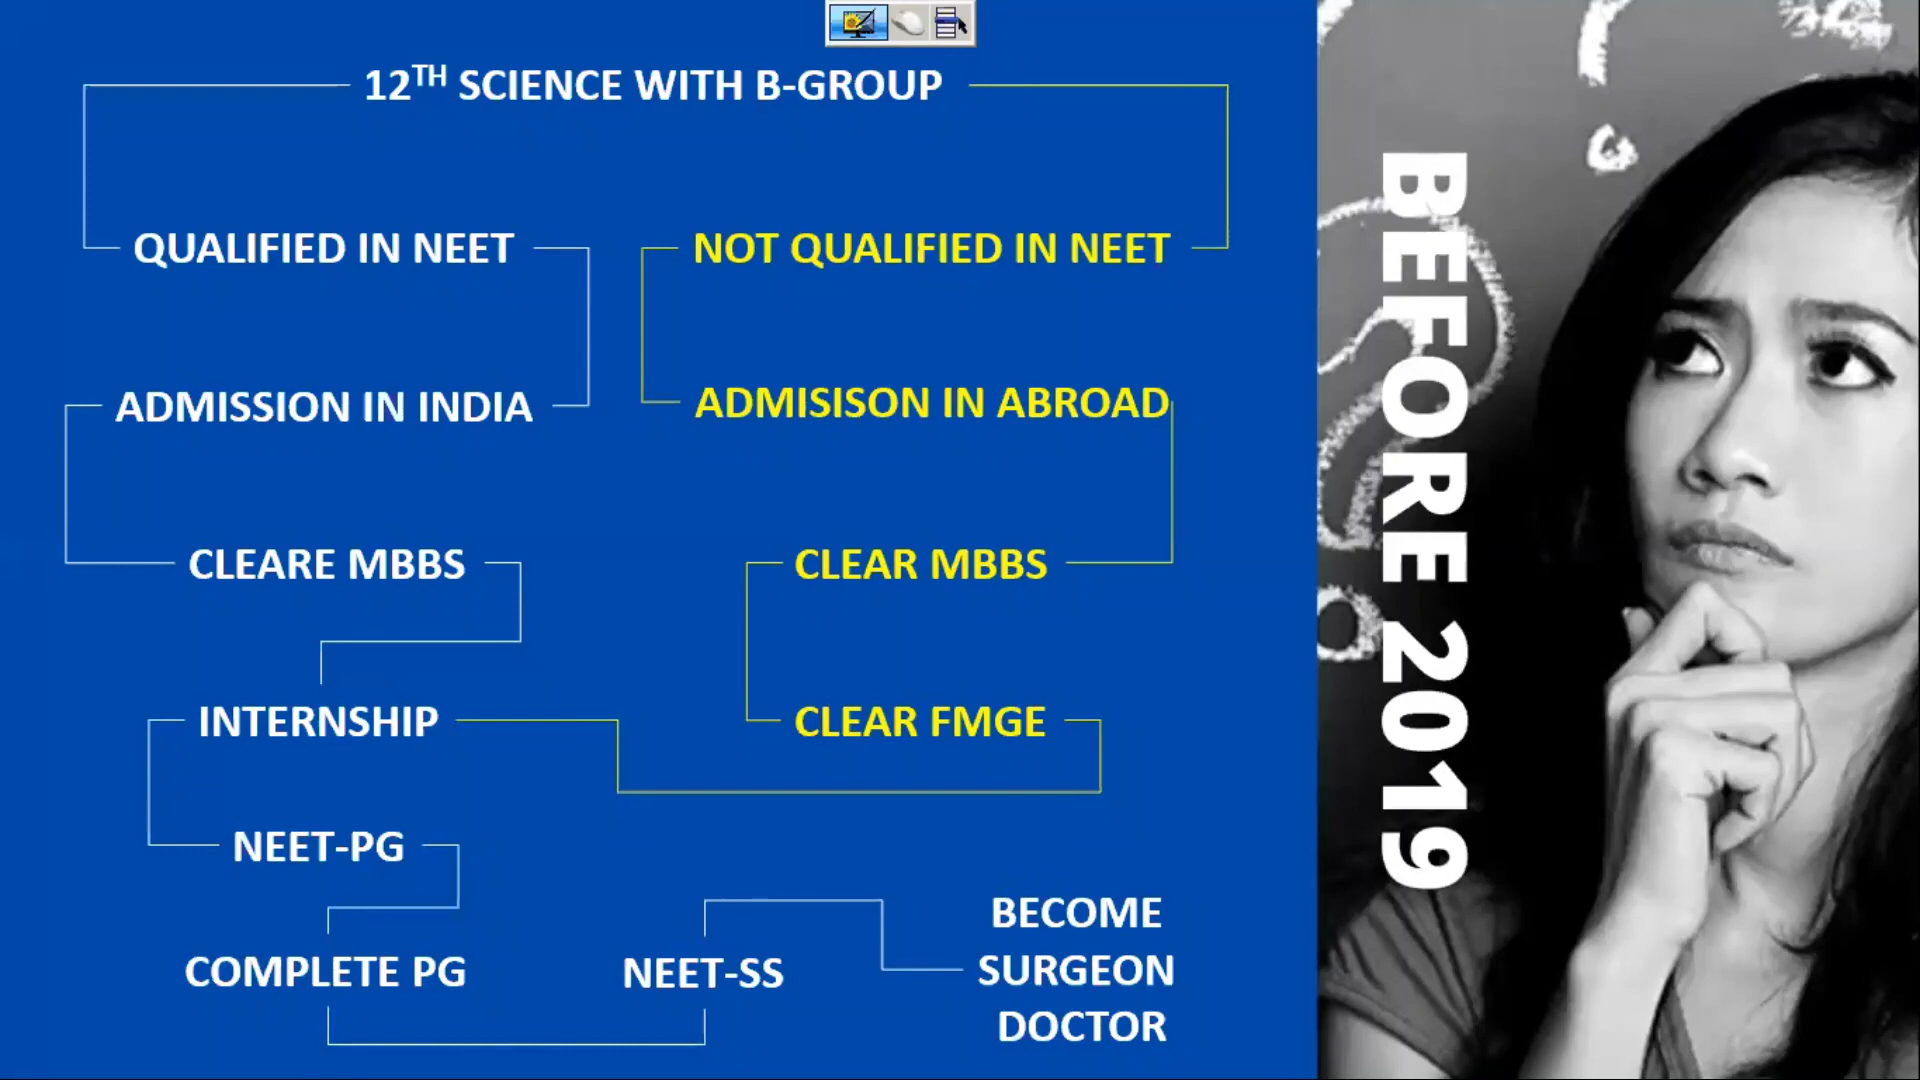 12TH SCIENCE WITH B-GROUP
QUALIFIED IN NEET
NOT QUALIFIED IN NEET
ADMISSION IN INDIA
ADMISISON IN ABROAD
CLEARE MBBS
CLEAR MBBS
INTERNSHIP
CLEAR FMGE
NEET-PG
COMPLETE PG
NEET-SS
BECOME
SURGEON
DOCTOR
BEFORE 2019